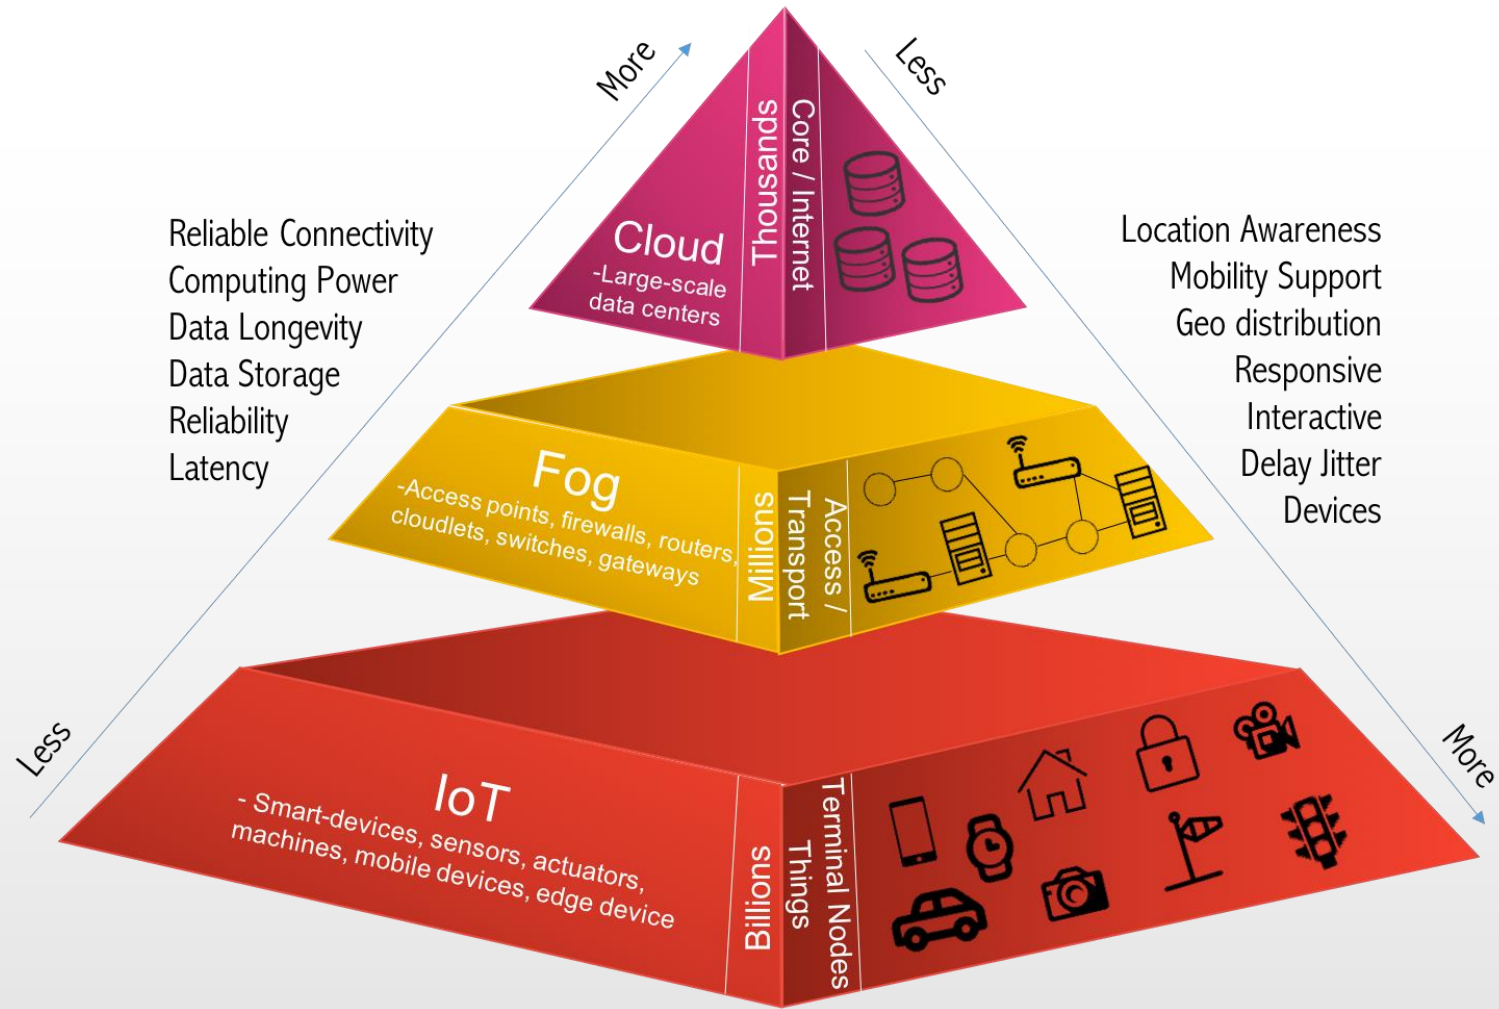 More
Less
Reliable Connectivity
Computing Power
Data Longevity
Data Storage
Reliability
Latency
Less
Cloud
-Large-scale
data centers
Thousands
Core / Internet
Location Awareness
Mobility Support
Geo distribution
Responsive
Interactive
Delay Jitter
Devices
More
Fog
-Access points, firewalls, routers,
cloudlets, switches, gateways
Millions
Access /
Transport
IoT
- Smart-devices, sensors, actuators,
machines, mobile devices, edge device
Billions
Terminal Nodes
Things